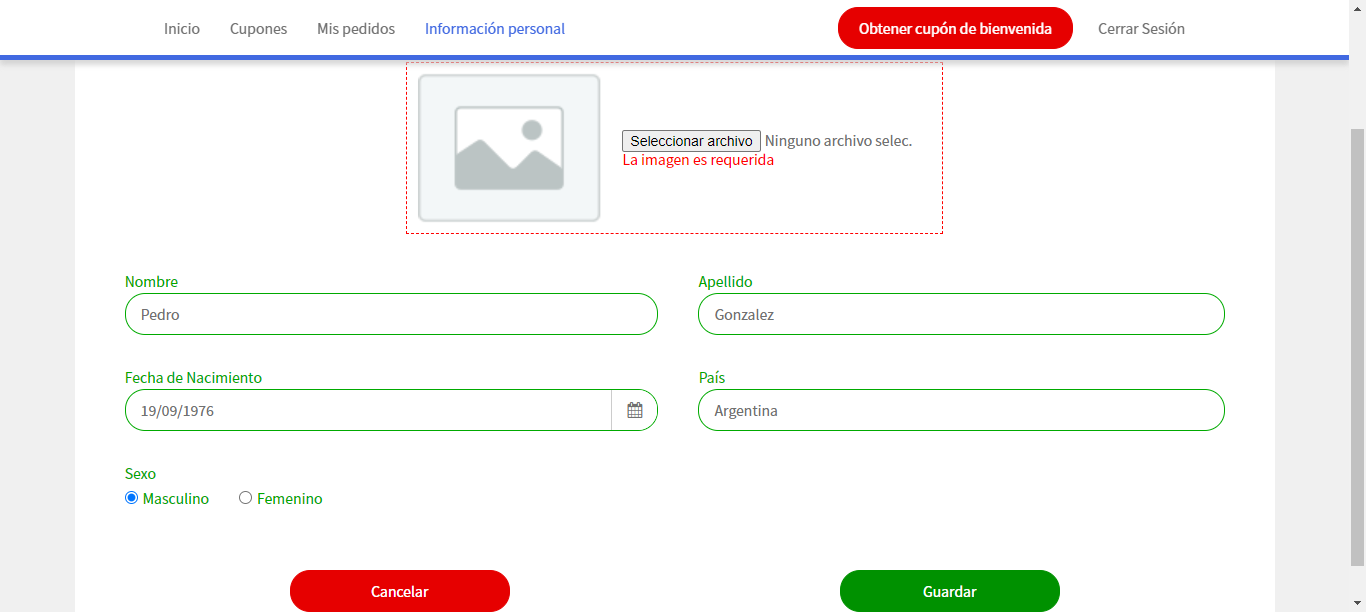 Inicio Cupones Mis pedidos Información personal Obtener cupón de bienvenida Cerrar Sesión
Seleccionar archivo Ninguno archivo selec.
La imagen es requerida
Nombre Apellido
Pedro Gonzalez
Fecha de Nacimiento País
19/09/1976 Argentina
Sexo
Masculino Femenino
Cancelar Guardar